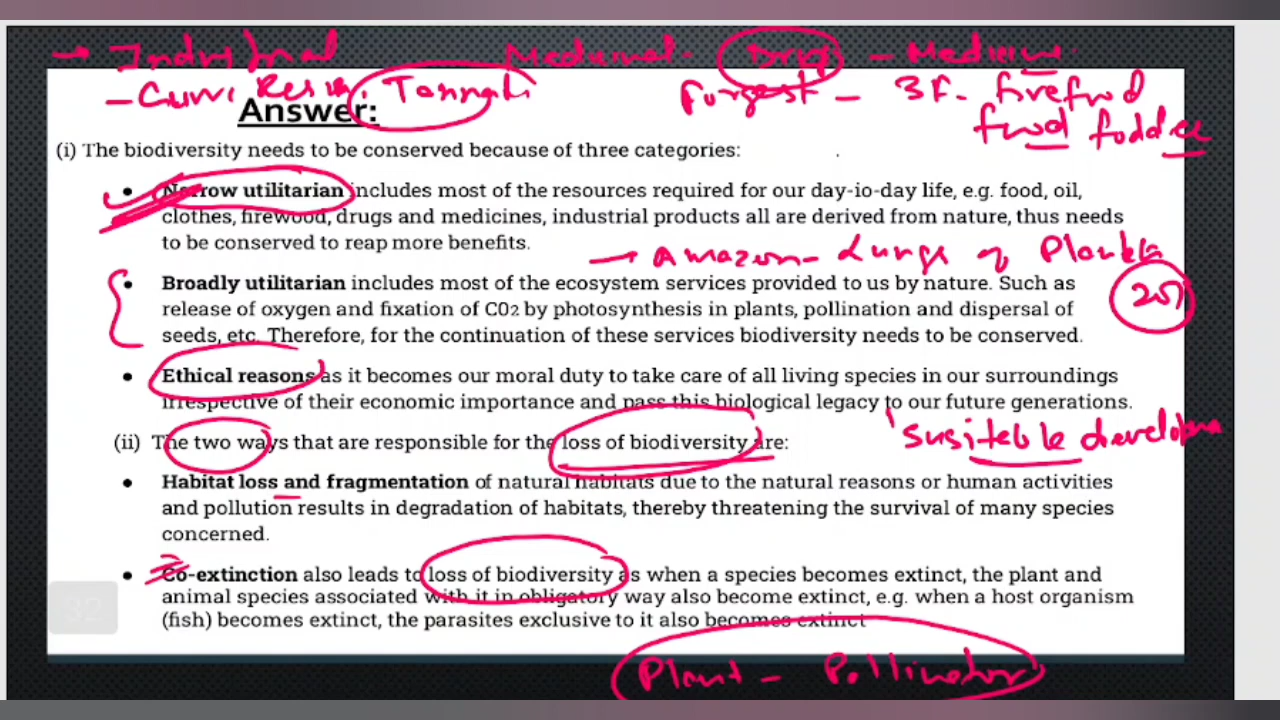 → Industrial Medicinal - Drug - Medicine
- Gum, Resin, Tannin - 3F - firewood
food fodder
Answer:
(i) The biodiversity needs to be conserved because of three categories:
• Narrow utilitarian includes most of the resources required for our day-io-day life, e.g. food, oil,
clothes, firewood, drugs and medicines, industrial products all are derived from nature, thus needs
to be conserved to reap more benefits.
→ Amazon - Lungs of Planet
20%
• Broadly utilitarian includes most of the ecosystem services provided to us by nature. Such as
release of oxygen and fixation of C02 by photosynthesis in plants, pollination and dispersal of
seeds, etc. Therefore, for the continuation of these services biodiversity needs to be conserved.
• Ethical reasons as it becomes our moral duty to take care of all living species in our surroundings
irrespective of their economic importance and pass this biological legacy to our future generations.
(ii) The two ways that are responsible for the loss of biodiversity are:
• Habitat loss and fragmentation of natural habitats due to the natural reasons or human activities
and pollution results in degradation of habitats, thereby threatening the survival of many species
concerned.
• Co-extinction also leads to loss of biodiversity as when a species becomes extinct, the plant and
animal species associated with it in obligatory way also become extinct, e.g. when a host organism
(fish) becomes extinct, the parasites exclusive to it also becomes extinct
32
Plant - Pollinator